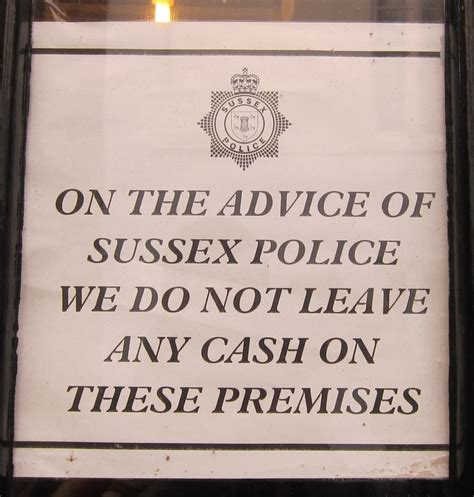 SUSSEX
POLICE
ON THE ADVICE OF
SUSSEX POLICE
WE DO NOT LEAVE
ANY CASH ON
THESE PREMISES